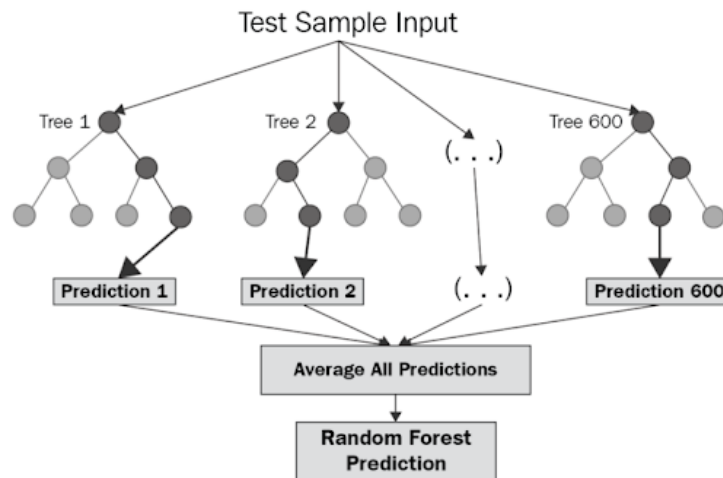 Test Sample Input
Tree 1
Tree 2
Tree 600
(. . .)
Prediction 1
Prediction 2
(. . .)
Prediction 600
Average All Predictions
Random Forest
Prediction